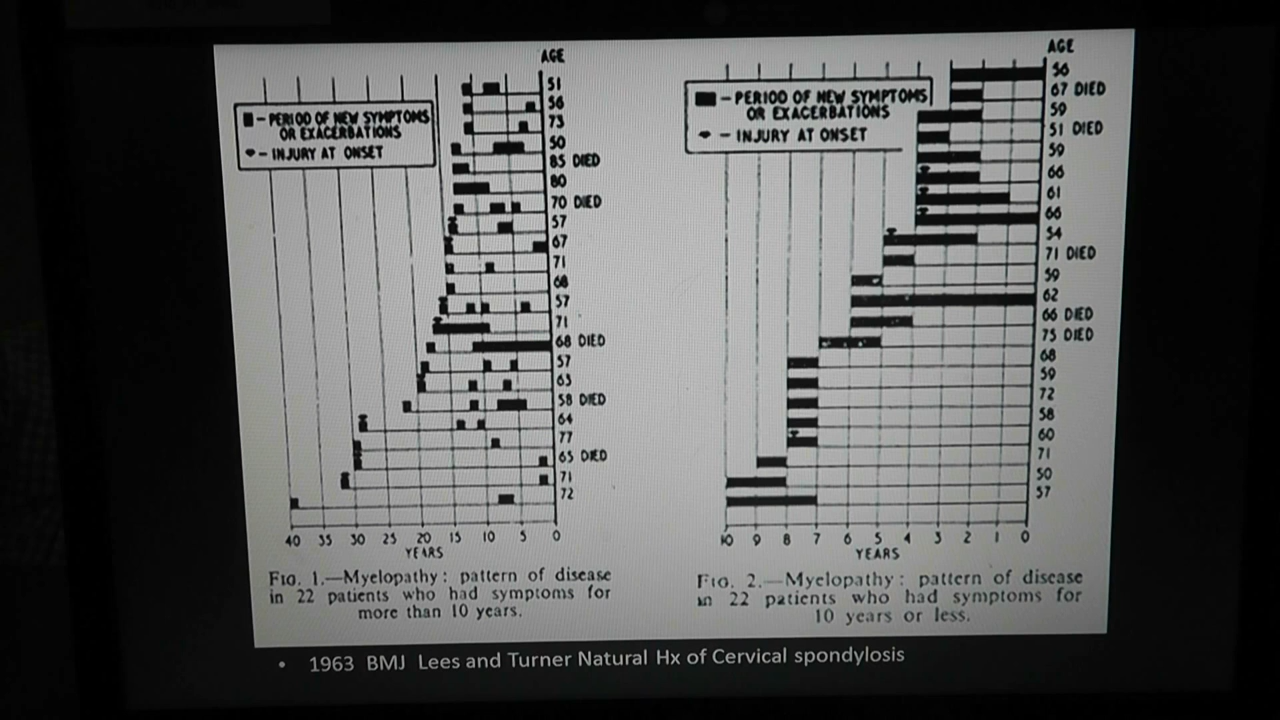 AGE
■ - PERIOD OF NEW SYMPTOMS
OR EXACERBATIONS
- INJURY AT ONSET
51
56
73
50
85 DIED
80
70 DIED
57
67
71
68
57
71
68 DIED
57
65
58 DIED
64
77
65 DIED
71
72
40 35 30 25 20 15 10 5 0
YEARS
FIG. 1.—Myelopathy: pattern of disease
in 22 patients who had symptoms for
more than 10 years.
AGE
■ - PERIOD OF NEW SYMPTOMS
OR EXACERBATIONS
- INJURY AT ONSET
56
67 DIED
59
51 DIED
59
66
61
66
54
71 DIED
59
62
66 DIED
75 DIED
68
59
72
58
60
71
50
57
10 9 8 7 6 5 4 3 2 1 0
YEARS
FIG. 2.—Myelopathy: pattern of disease
in 22 patients who had symptoms for
10 years or less.
• 1963 BMJ Lees and Turner Natural Hx of Cervical spondylosis